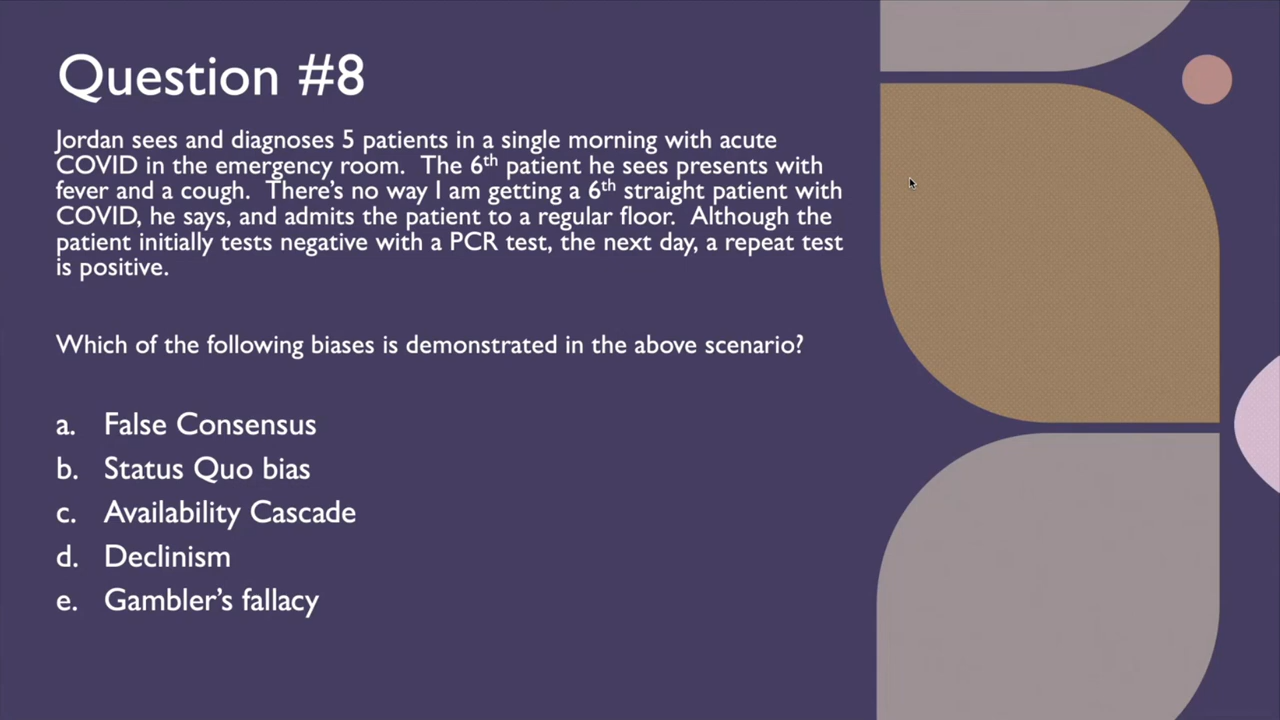 Question #8
Jordan sees and diagnoses 5 patients in a single morning with acute
COVID in the emergency room.  The 6th patient he sees presents with
fever and a cough.  There's no way I am getting a 6th straight patient with
COVID, he says, and admits the patient to a regular floor.  Although the
patient initially tests negative with a PCR test, the next day, a repeat test
is positive.
Which of the following biases is demonstrated in the above scenario?
a. False Consensus
b. Status Quo bias
c. Availability Cascade
d. Declinism
e. Gambler's fallacy